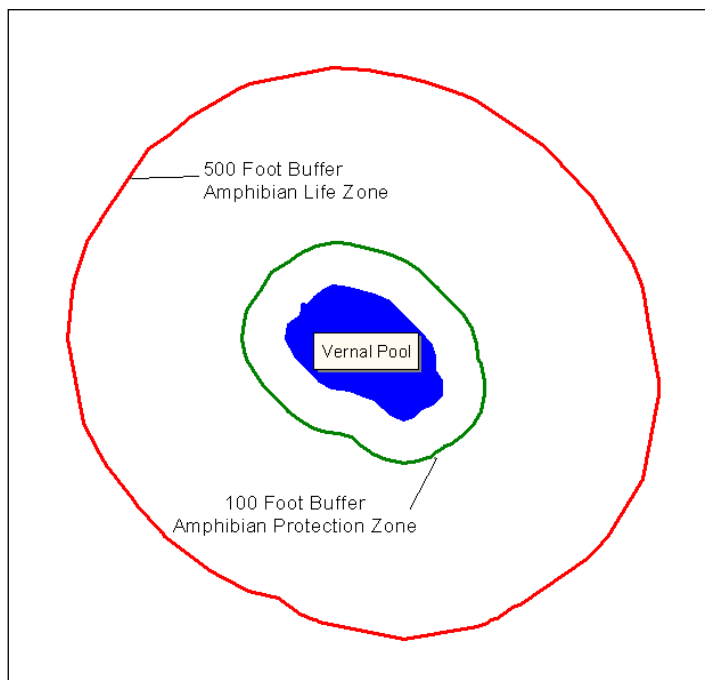 500 Foot Buffer
Amphibian Life Zone
Vernal Pool
100 Foot Buffer
Amphibian Protection Zone